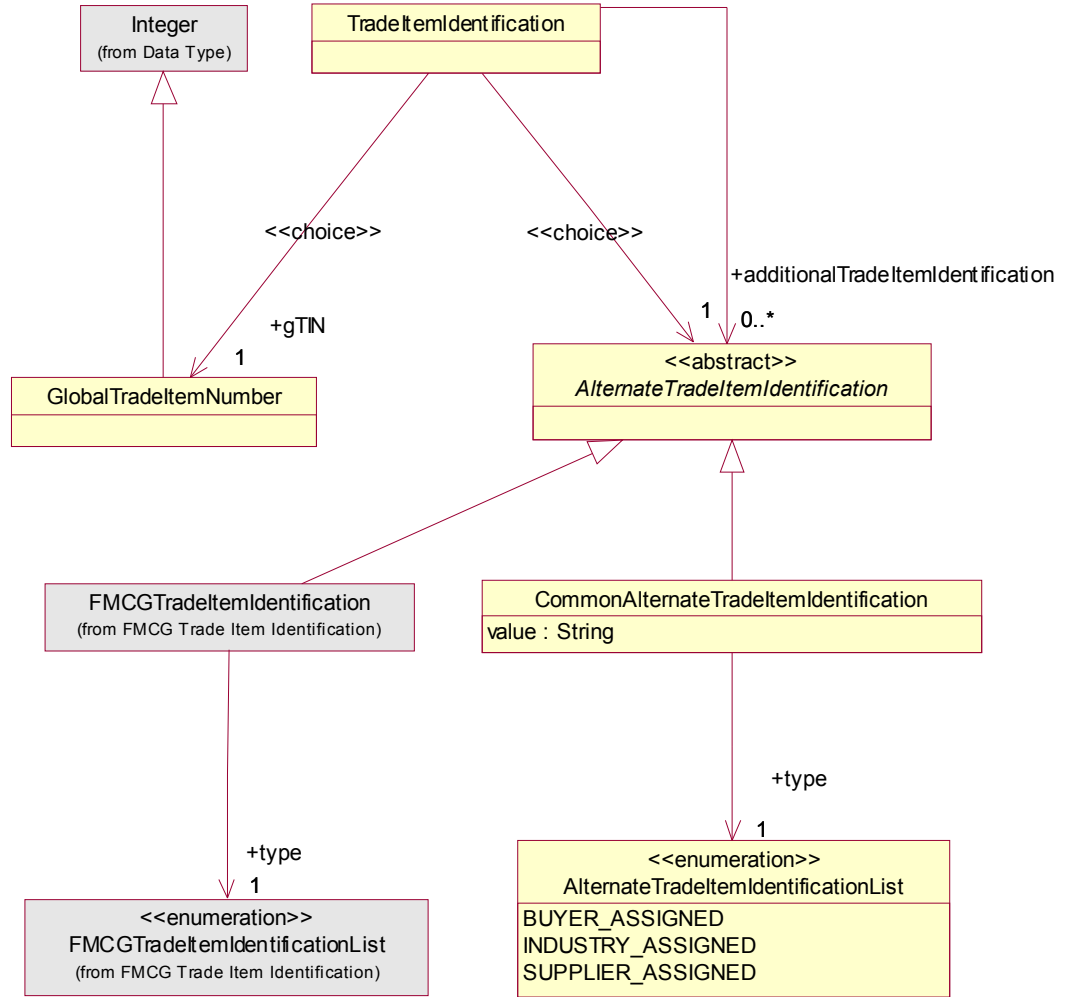 Integer
(from Data Type)
TradeItemIdentification
<<choice>>
<<choice>>
+additionalTradeItemIdentification
+gTIN
1
1
0..*
GlobalTradeItemNumber
<<abstract>>
AlternateTradeItemIdentification
FMCGTradeItemIdentification
(from FMCG Trade Item Identification)
CommonAlternateTradeItemIdentification
value : String
+type
1
+type
1
<<enumeration>>
FMCGTradeItemIdentificationList
(from FMCG Trade Item Identification)
<<enumeration>>
AlternateTradeItemIdentificationList
BUYER_ASSIGNED
INDUSTRY_ASSIGNED
SUPPLIER_ASSIGNED